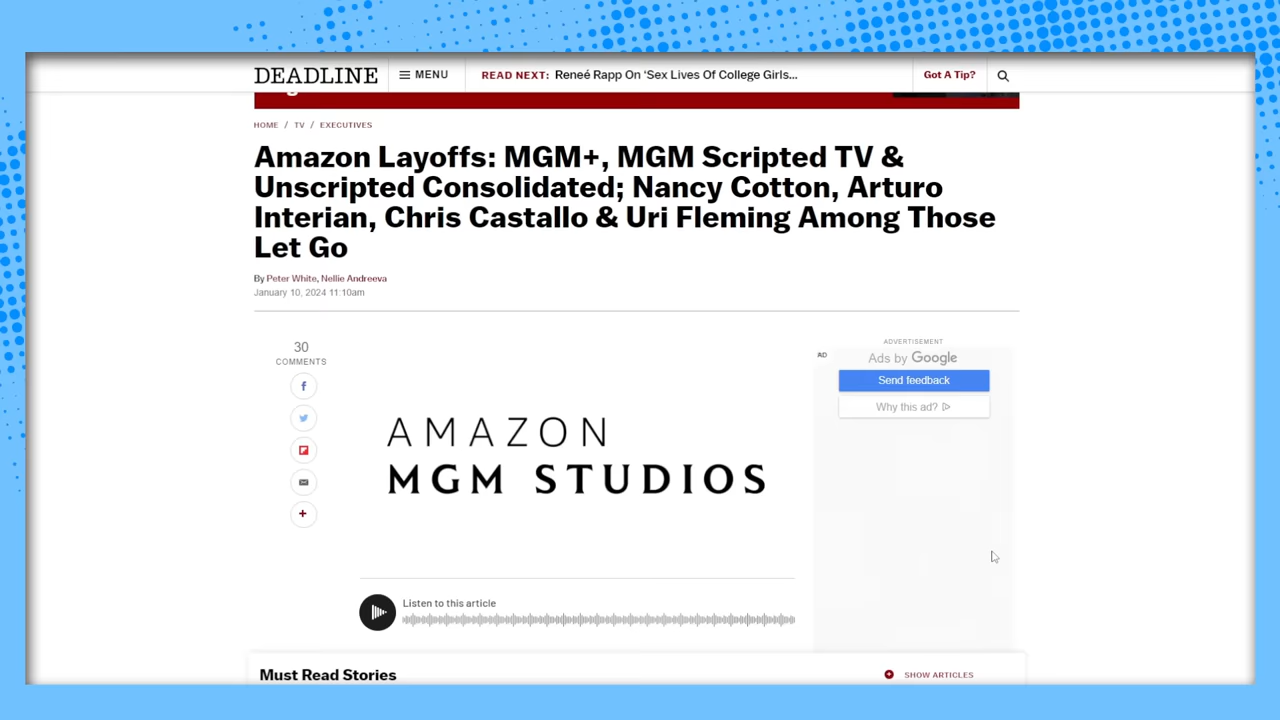 DEADLINE
MENU
READ NEXT: Reneé Rapp On ‘Sex Lives Of College Girls...
Got A Tip?
HOME / TV / EXECUTIVES
Amazon Layoffs: MGM+, MGM Scripted TV &
Unscripted Consolidated; Nancy Cotton, Arturo
Interian, Chris Castallo & Uri Fleming Among Those
Let Go
By Peter White, Nellie Andreeva
January 10, 2024 11:10am
30
COMMENTS
AMAZON
MGM STUDIOS
Listen to this article
ADVERTISEMENT
AD
Ads by Google
Send feedback
Why this ad?
Must Read Stories
SHOW ARTICLES